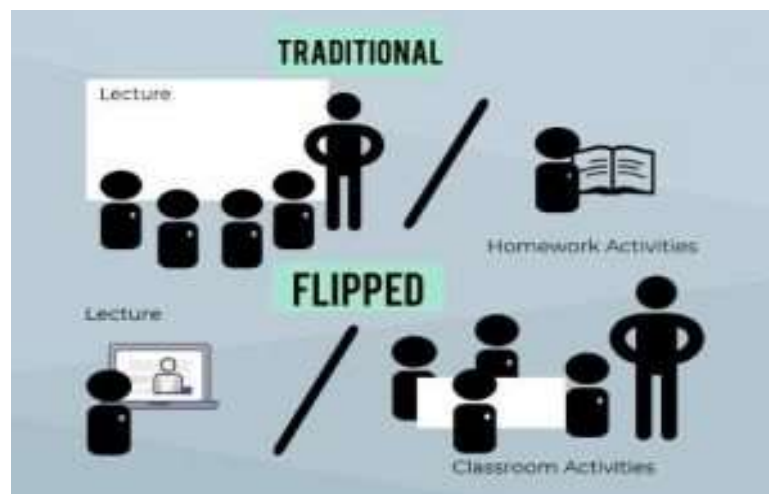 TRADITIONAL
Lecture
Homework Activities
FLIPPED
Lecture
Classroom Activities